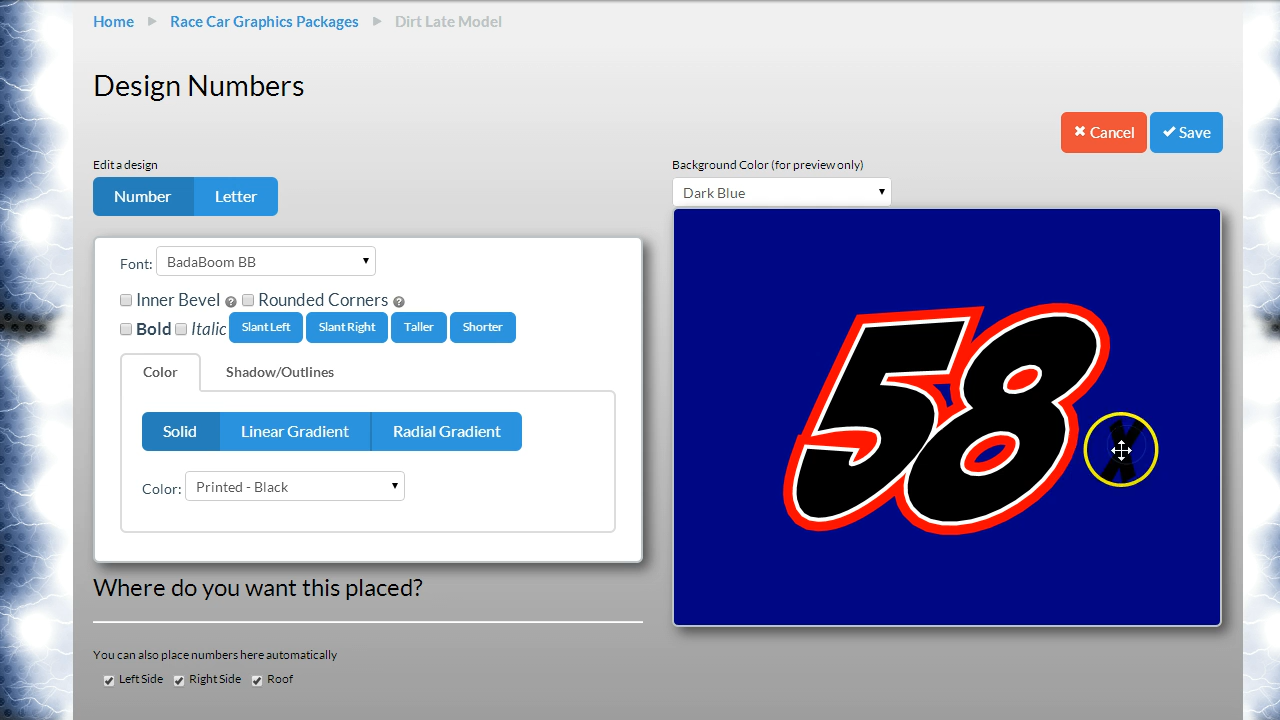 Home Race Car Graphics Packages Dirt Late Model
Design Numbers
Cancel Save
Edit a design
Number Letter
Background Color (for preview only)
Dark Blue
Font: BadaBoom BB
Inner Bevel ? Rounded Corners ?
Bold Italic Slant Left Slant Right Taller Shorter
Color Shadow/Outlines
Solid Linear Gradient Radial Gradient
Color: Printed - Black
58
X
Where do you want this placed?
You can also place numbers here automatically
Left Side Right Side Roof